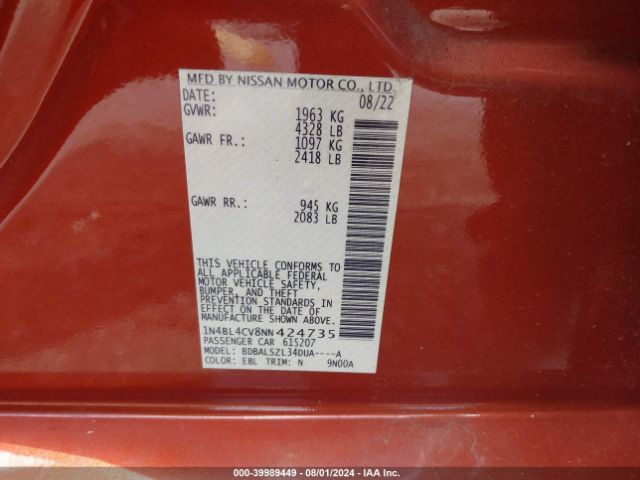 MFD BY NISSAN MOTOR CO., LTD.
DATE: 08/22
GVWR: 1963 KG
4328 LB
GAWR FR.: 1097 KG
2418 LB
GAWR RR.: 945 KG
2083 LB
THIS VEHICLE CONFORMS TO
ALL APPLICABLE FEDERAL
MOTOR VEHICLE SAFETY,
BUMPER, AND THEFT
PREVENTION STANDARDS IN
EFFECT ON THE DATE OF
MANUFACTURE SHOWN ABOVE.
1N4BL4CV8NN424735
PASSENGER CAR 615207
MODEL: BDBALSZL34DUA----A
COLOR: EBL TRIM: N 9N00A
000-39989449 - 08/01/2024 - IAA Inc.